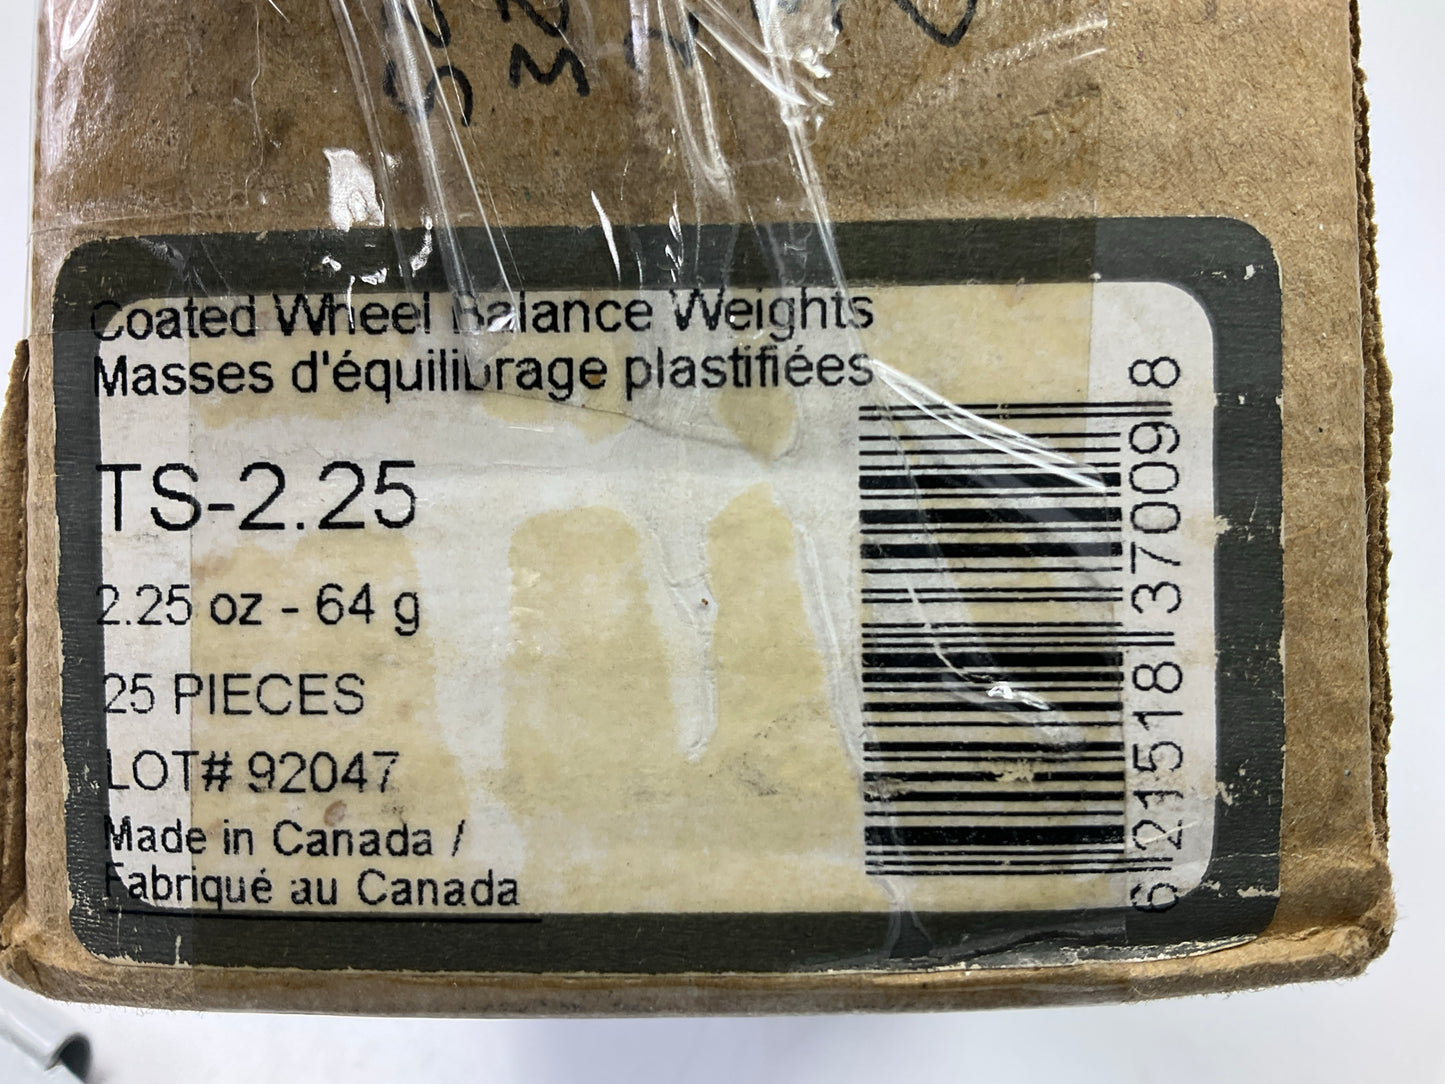 Coated Wheel Balance Weights
Masses d'équilibrage plastifiées
TS-2.25
2.25 oz - 64 g
25 PIECES
LOT# 92047
Made in Canada /
Fabriqué au Canada
6 21518 37009 8